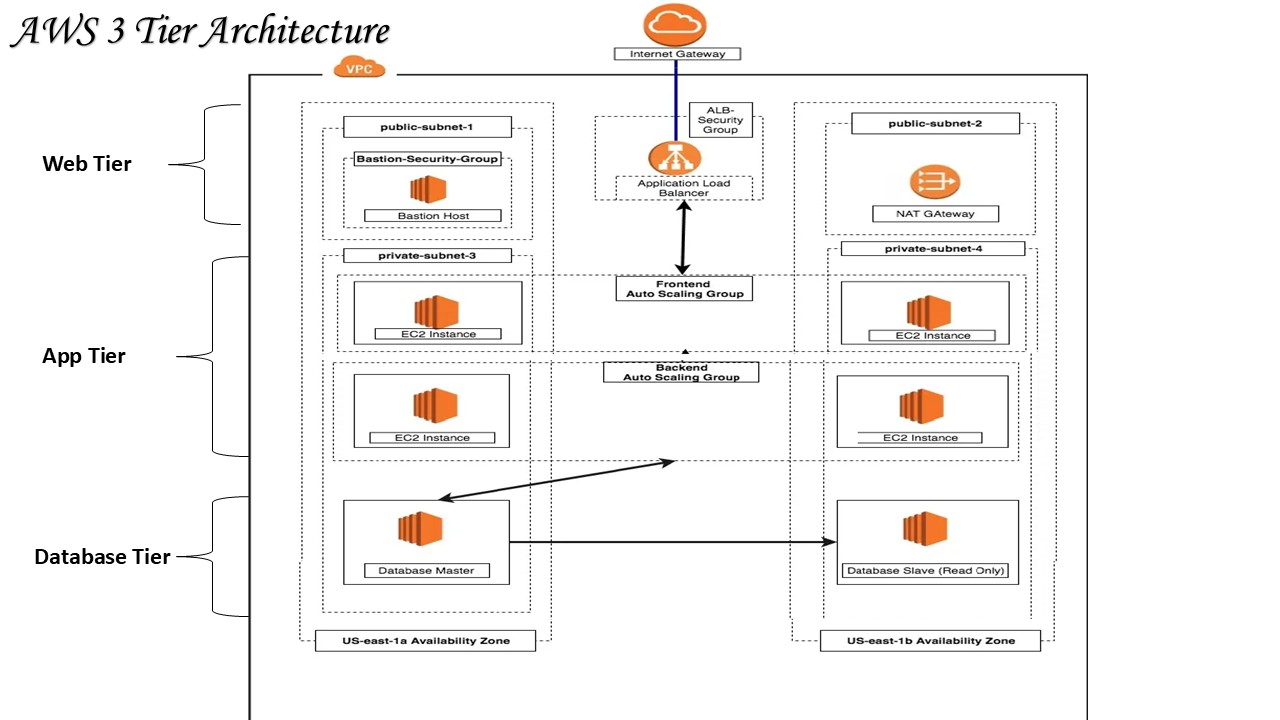 AWS 3 Tier Architecture
Internet Gateway
VPC
ALB-
Security
Group
public-subnet-1
public-subnet-2
Web Tier
Bastion-Security-Group
Application Load
Balancer
Bastion Host
NAT GAteway
private-subnet-3
private-subnet-4
Frontend
Auto Scaling Group
EC2 Instance
EC2 Instance
App Tier
Backend
Auto Scaling Group
EC2 Instance
EC2 Instance
Database Tier
Database Master
Database Slave (Read Only)
US-east-1a Availability Zone
US-east-1b Availability Zone